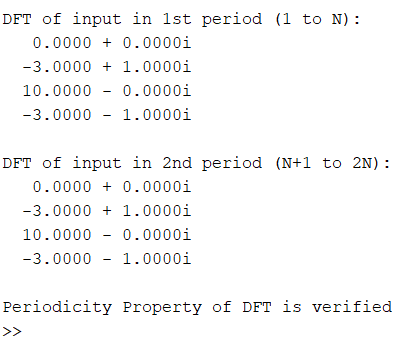 DFT of input in 1st period (1 to N):
0.0000 + 0.0000i
-3.0000 + 1.0000i
10.0000 - 0.0000i
-3.0000 - 1.0000i
DFT of input in 2nd period (N+1 to 2N):
0.0000 + 0.0000i
-3.0000 + 1.0000i
10.0000 - 0.0000i
-3.0000 - 1.0000i
Periodicity Property of DFT is verified
>>